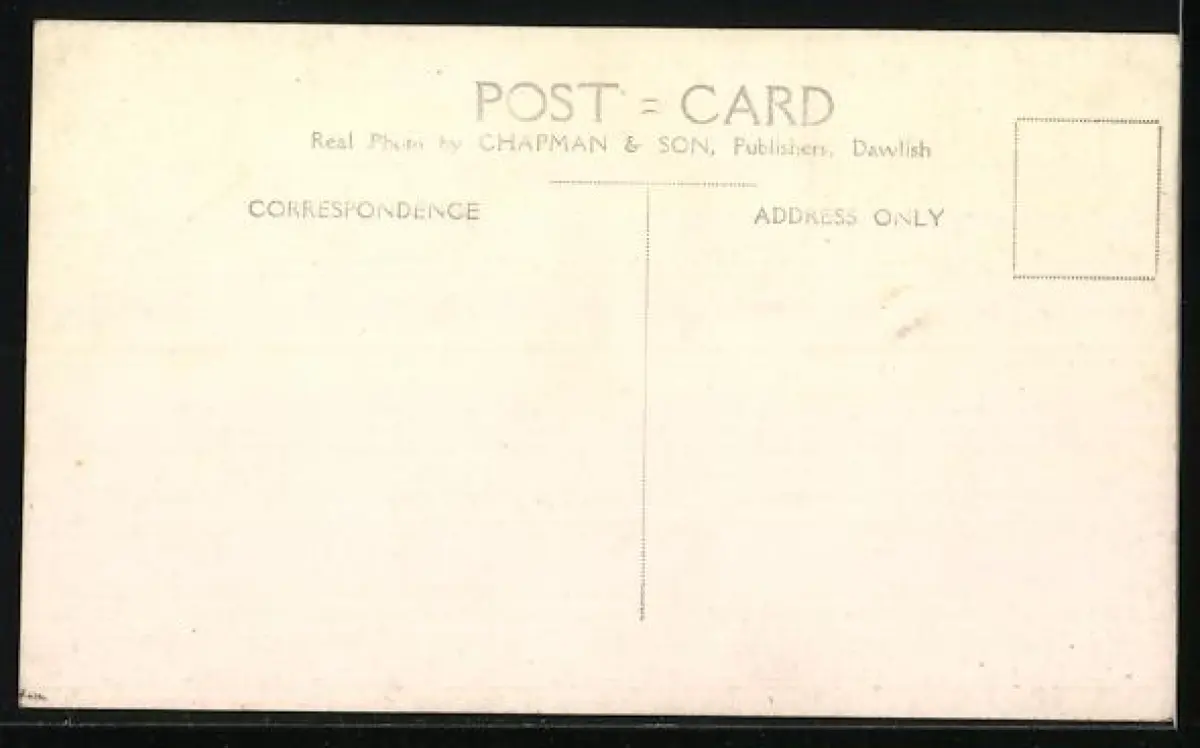 POST = CARD
Real Photo by CHAPMAN & SON, Publishers, Dawlish
CORRESPONDENCE
ADDRESS ONLY